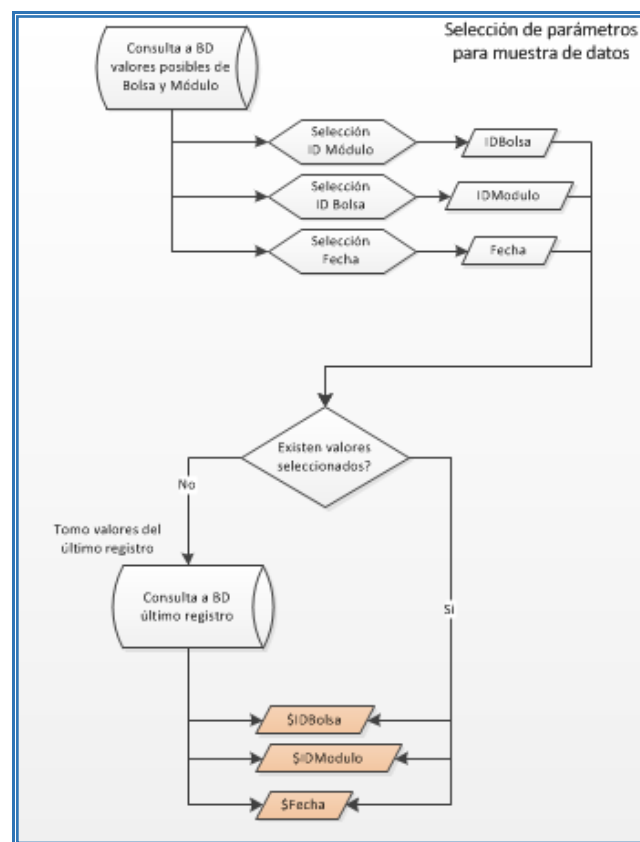 Selección de parámetros
para muestra de datos
Consulta a BD
valores posibles de
Bolsa y Módulo
Selección
ID Módulo
IDBolsa
Selección
ID Bolsa
IDModulo
Selección
Fecha
Fecha
Existen valores
seleccionados?
No
Tomo valores del
último registro
Consulta a BD
último registro
Si
$IDBolsa
$IDModulo
$Fecha